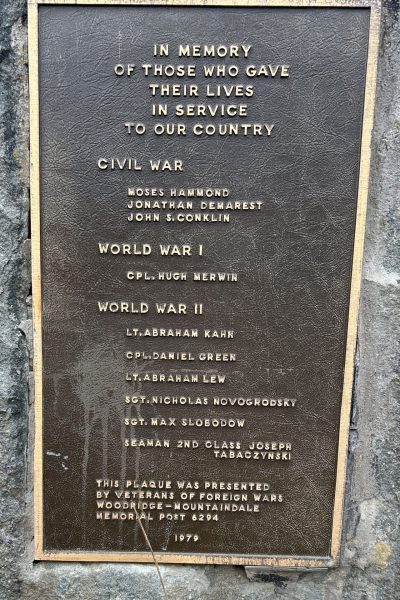 IN MEMORY
OF THOSE WHO GAVE
THEIR LIVES
IN SERVICE
TO OUR COUNTRY
CIVIL WAR
MOSES HAMMOND
JONATHAN DEMAREST
JOHN S. CONKLIN
WORLD WAR I
CPL. HUGH MERWIN
WORLD WAR II
LT. ABRAHAM KAHN
CPL. DANIEL GREEN
LT. ABRAHAM LEW
SGT. NICHOLAS NOVOGRODSKY
SGT. MAX SLOBODOW
SEAMAN 2ND CLASS JOSEPH
TABACZYNSKI
THIS PLAQUE WAS PRESENTED
BY VETERANS OF FOREIGN WARS
WOODRIDGE-MOUNTAINDALE
MEMORIAL POST 6294
1979